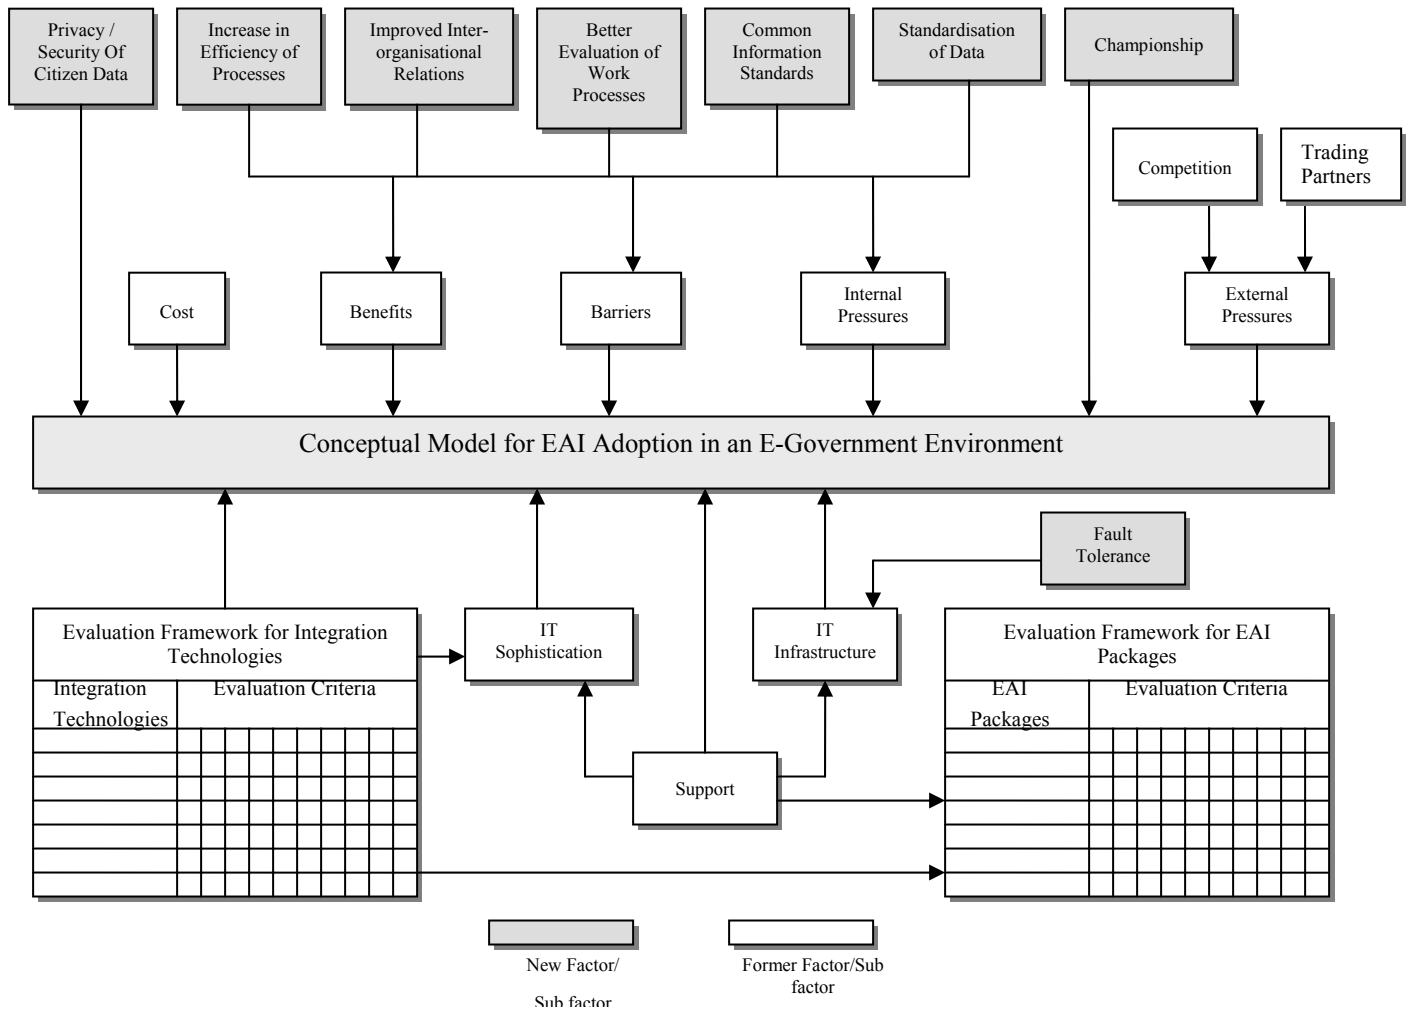 Privacy /
Security Of
Citizen Data
Increase in
Efficiency of
Processes
Improved Inter-
organisational
Relations
Better
Evaluation of
Work
Processes
Common
Information
Standards
Standardisation
of Data
Championship
Competition
Trading
Partners
Cost
Benefits
Barriers
Internal
Pressures
External
Pressures
Conceptual Model for EAI Adoption in an E-Government Environment
Fault
Tolerance
Evaluation Framework for Integration
Technologies
Integration
Technologies
Evaluation Criteria
IT
Sophistication
IT
Infrastructure
Evaluation Framework for EAI
Packages
EAI
Packages
Evaluation Criteria
Support
New Factor/
Sub factor
Former Factor/Sub
factor